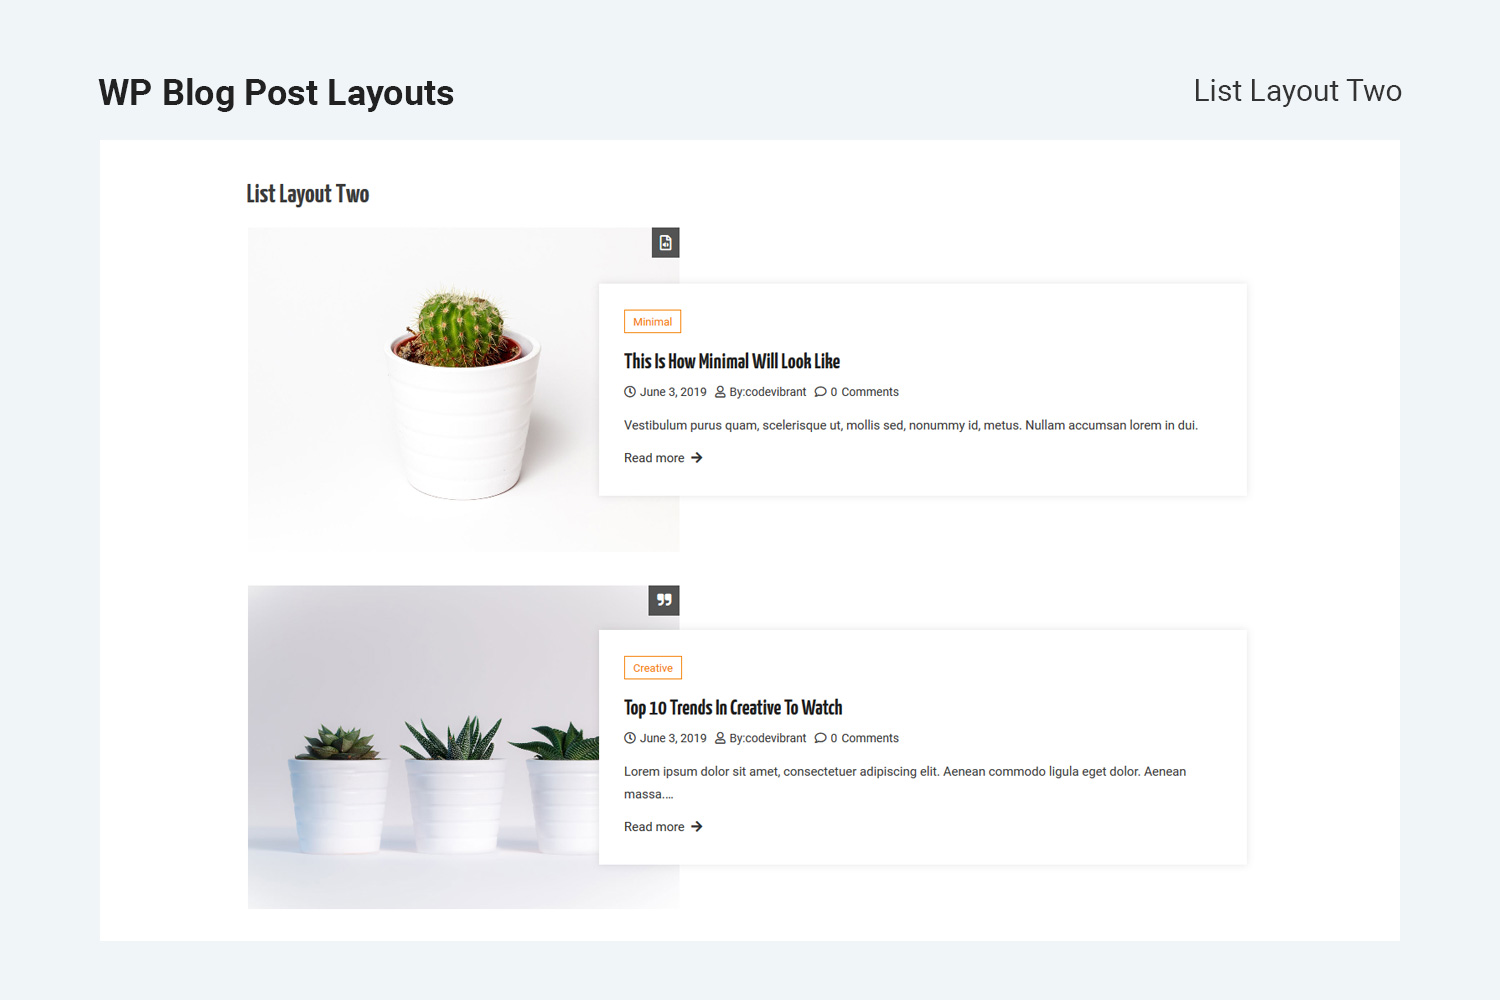 WP Blog Post Layouts
List Layout Two
List Layout Two
Minimal
This Is How Minimal Will Look Like
June 3, 2019 By:codevibrant 0 Comments
Vestibulum purus quam, scelerisque ut, mollis sed, nonummy id, metus. Nullam accumsan lorem in dui.
Read more
Creative
Top 10 Trends In Creative To Watch
June 3, 2019 By:codevibrant 0 Comments
Lorem ipsum dolor sit amet, consectetuer adipiscing elit. Aenean commodo ligula eget dolor. Aenean
massa....
Read more